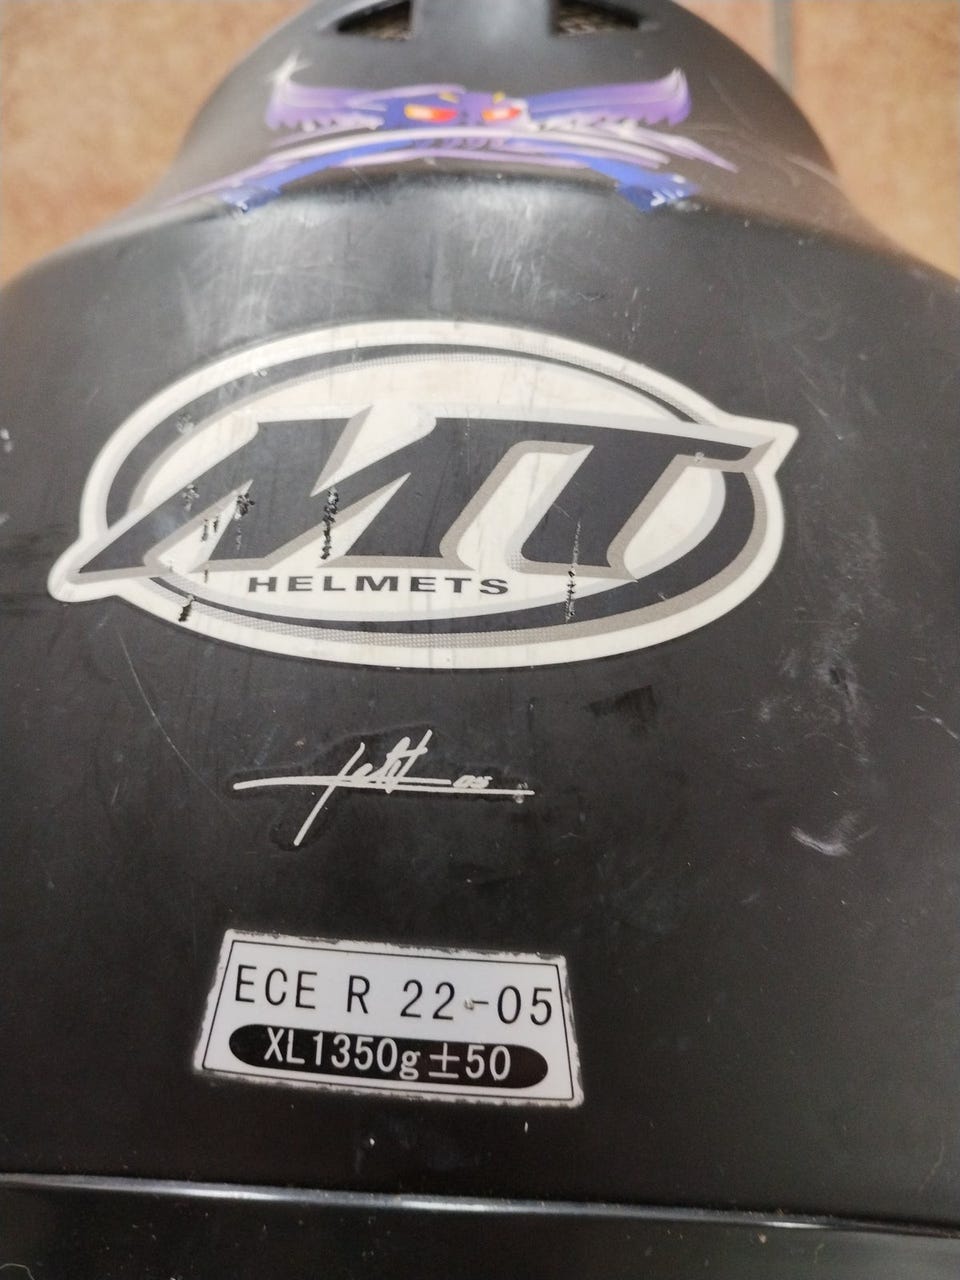 MT
HELMETS
ECE R 22-05
XL1350g±50